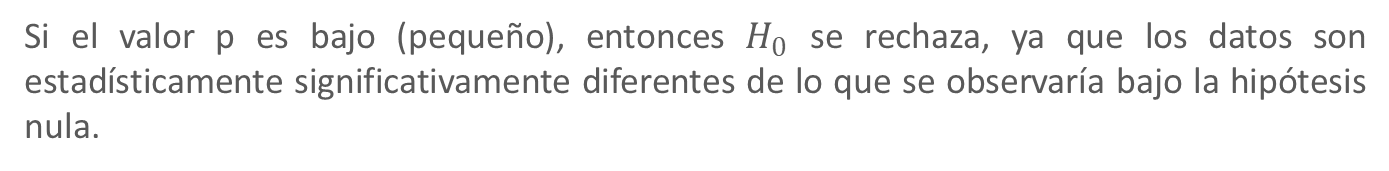 Si el valor p es bajo (pequeño), entonces H₀ se rechaza, ya que los datos son
estadísticamente significativamente diferentes de lo que se observaría bajo la hipótesis
nula.